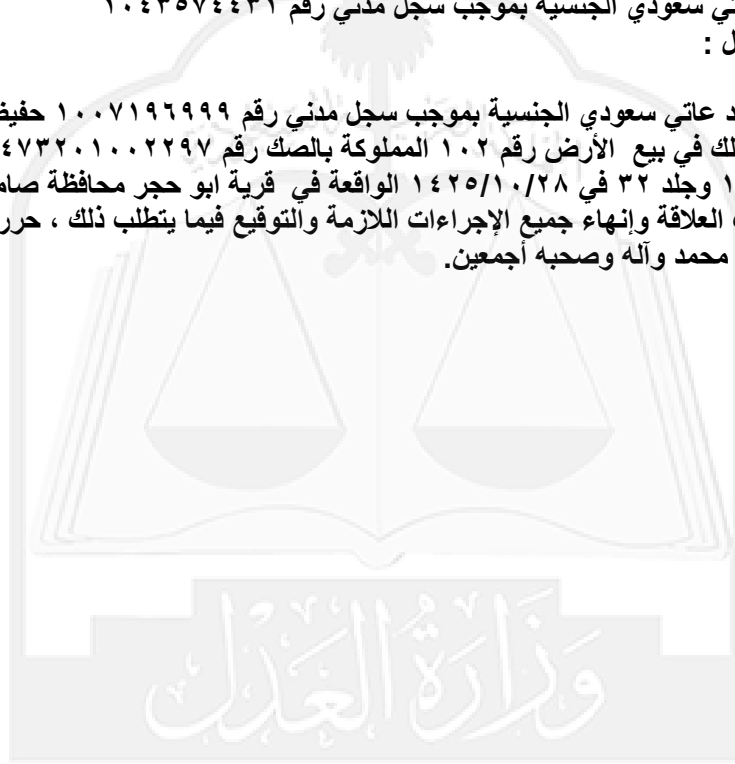 ني سعودي الجنسية بموجب سجل مدني رقم ١٠٤٣٥٧٤٤٣١
ل :
د عاتي سعودي الجنسية بموجب سجل مدني رقم ١٠٠٧١٩٦٩٩٩ حفيظ
لك في بيع الأرض رقم ١٠٢ المملوكة بالصك رقم ٤٧٣٢٠١٠٠٢٢٩٧
١ وجلد ٣٢ في ١٤٢٥/١٠/٢٨ الواقعة في قرية ابو حجر محافظة صام
العلاقة وإنهاء جميع الإجراءات اللازمة والتوقيع فيما يتطلب ذلك ، حرر
محمد وآله وصحبه أجمعين.
وزارة العدل